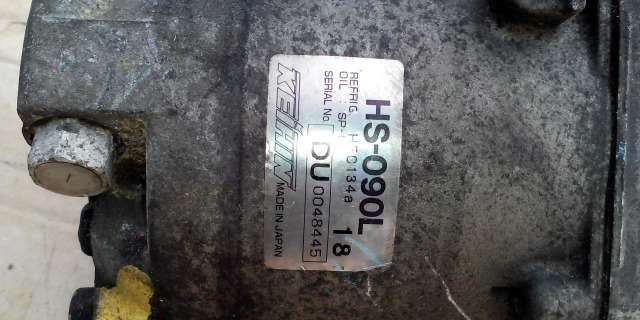 HS-090L
REFRIG. HFC134a
OIL : SP- 18
SERIAL No. DU 0048445
KEIHIN MADE IN JAPAN